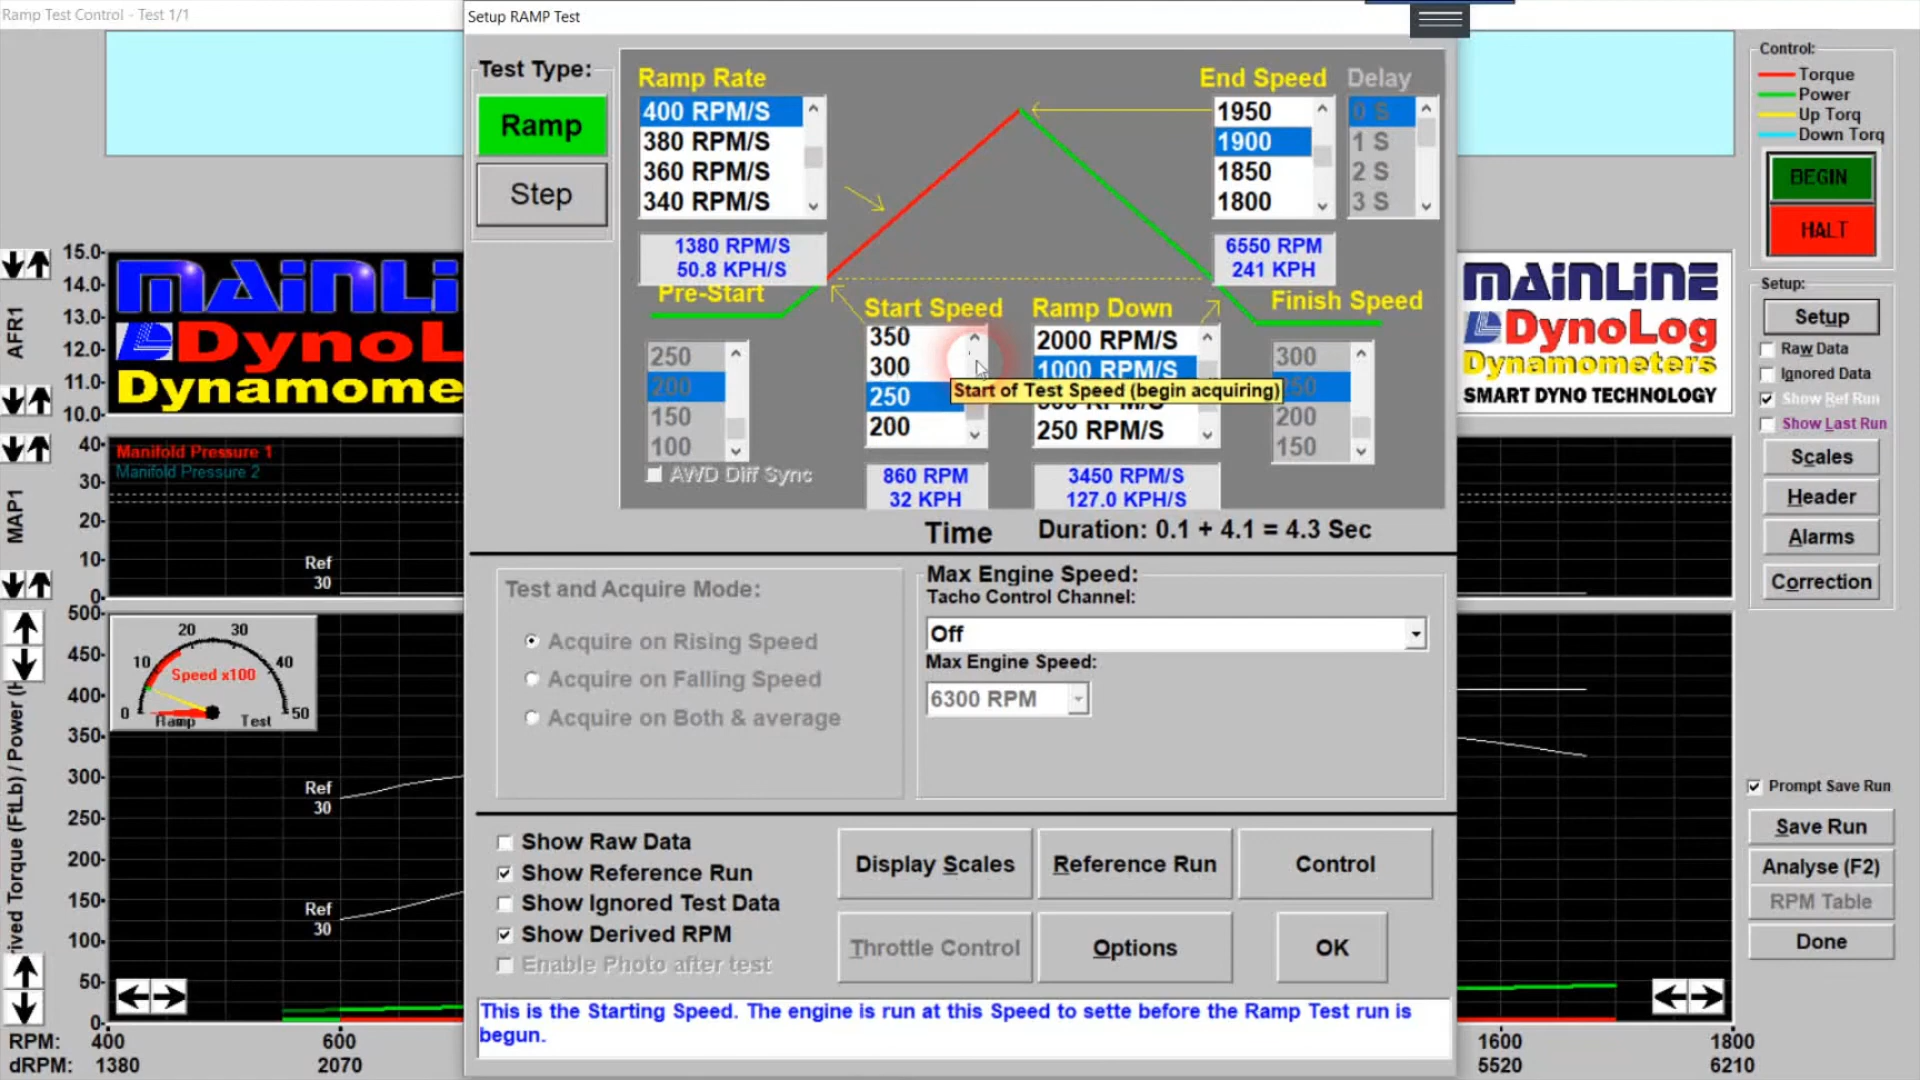 Ramp Test Control - Test 1/1
Setup RAMP Test
Test Type:
Ramp
Step
Ramp Rate
400 RPM/S
380 RPM/S
360 RPM/S
340 RPM/S
1380 RPM/S
50.8 KPH/S
End Speed
1950
1900
1850
1800
6550 RPM
241 KPH
Delay
0 S
1 S
2 S
3 S
Pre-Start
250
200
150
100
AWD Diff Sync
Start Speed
350
300
250
200
860 RPM
32 KPH
Ramp Down
2000 RPM/S
1000 RPM/S
250 RPM/S
3450 RPM/S
127.0 KPH/S
Start of Test Speed (begin acquiring)
Finish Speed
300
200
150
Time
Duration: 0.1 + 4.1 = 4.3 Sec
Test and Acquire Mode:
Acquire on Rising Speed
Acquire on Falling Speed
Acquire on Both & average
Max Engine Speed:
Tacho Control Channel:
Off
Max Engine Speed:
6300 RPM
Show Raw Data
Show Reference Run
Show Ignored Test Data
Show Derived RPM
Enable Photo after test
Display Scales
Reference Run
Control
Throttle Control
Options
OK
This is the Starting Speed. The engine is run at this Speed to sette before the Ramp Test run is
begun.
AFR1
15.0
14.0
13.0
12.0
11.0
10.0
MAiNLi
DynoL
Dynamome
MAP1
40
30
20
10
0
Manifold Pressure 1
Manifold Pressure 2
Ref
30
rived Torque (FtLb) / Power (H
500
450
400
350
300
250
200
150
100
50
0
0 10 20 30 40 50
Speed x100
Ramp Test
Ref
30
Ref
30
RPM: 400 600 1600 1800
dRPM: 1380 2070 5520 6210
MAiNLiNE
DynoLog
Dynamometers
SMART DYNO TECHNOLOGY
Control:
Torque
Power
Up Torq
Down Torq
BEGIN
HALT
Setup:
Setup
Raw Data
Ignored Data
Show Ref Run
Show Last Run
Scales
Header
Alarms
Correction
Prompt Save Run
Save Run
Analyse (F2)
RPM Table
Done